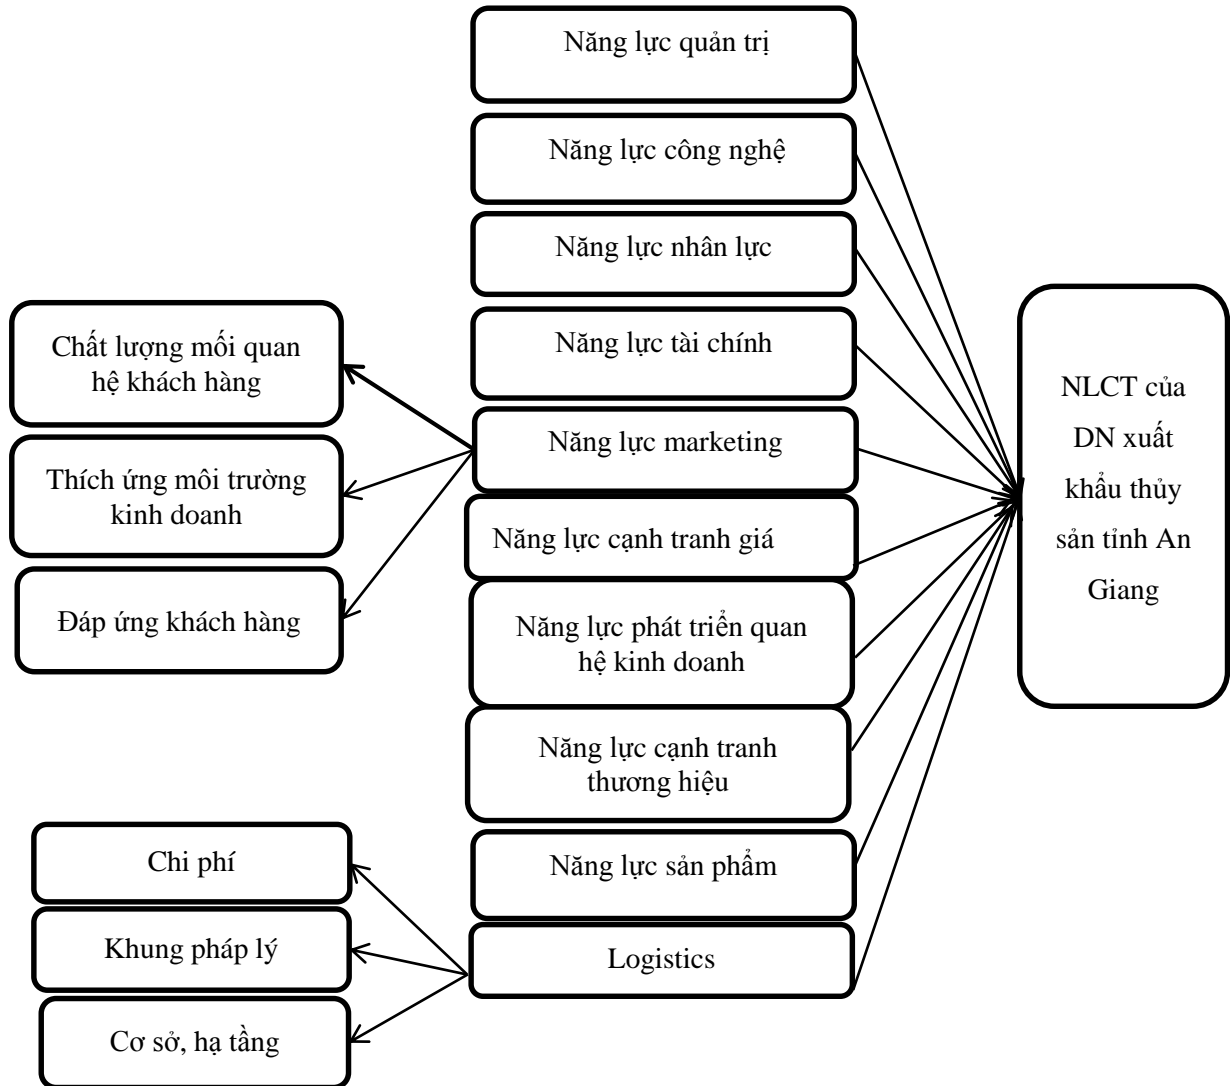 Năng lực quản trị
Năng lực công nghệ
Năng lực nhân lực
Năng lực tài chính
Năng lực marketing
Năng lực cạnh tranh giá
Năng lực phát triển quan
hệ kinh doanh
Năng lực cạnh tranh
thương hiệu
Năng lực sản phẩm
Logistics
Chất lượng mối quan
hệ khách hàng
Thích ứng môi trường
kinh doanh
Đáp ứng khách hàng
Chi phí
Khung pháp lý
Cơ sở, hạ tầng
NLCT của
DN xuất
khẩu thủy
sản tỉnh An
Giang